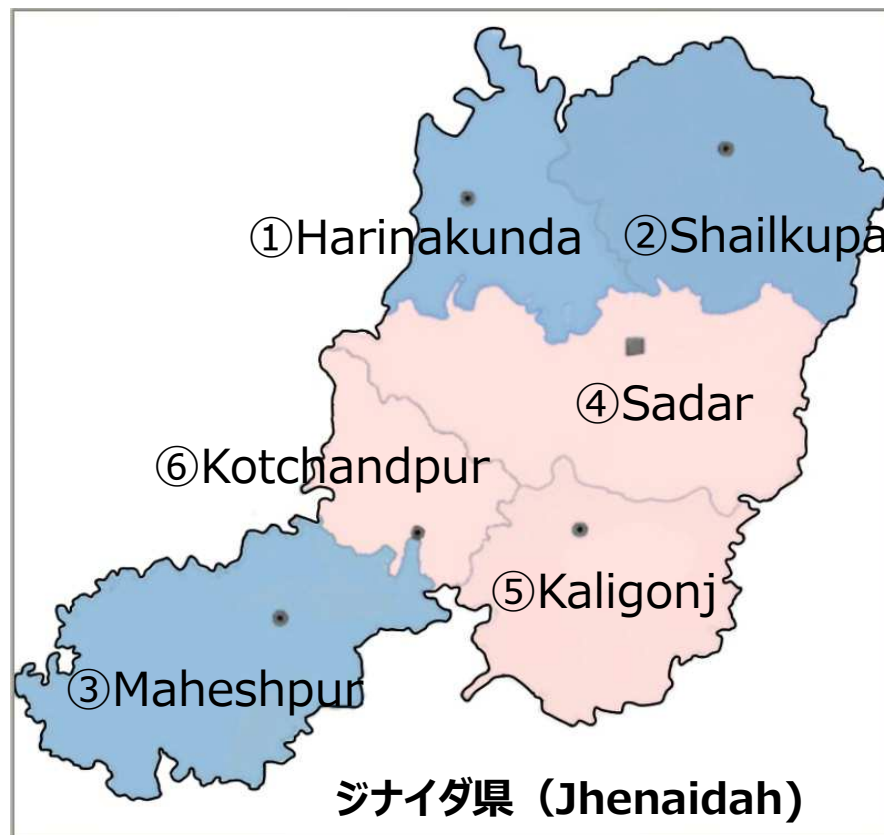 ①Harinakunda
②Shailkupa
④Sadar
⑥Kotchandpur
⑤Kaligonj
③Maheshpur
ジナイダ県（Jhenaidah)